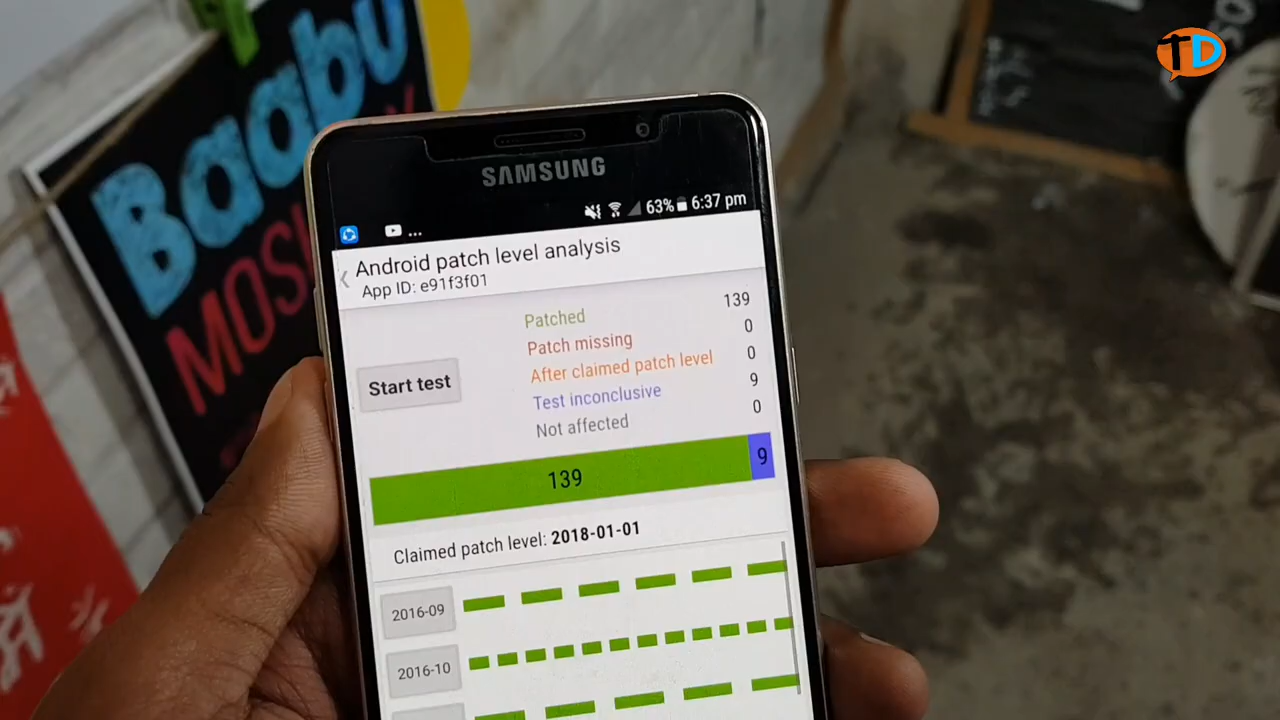 TD
Baabu
SAMSUNG
63% 6:37 pm
Android patch level analysis
App ID: e91f3f01
Start test
Patched 139
Patch missing 0
After claimed patch level 0
Test inconclusive 9
Not affected 0
139 9
Claimed patch level: 2018-01-01
2016-09
2016-10